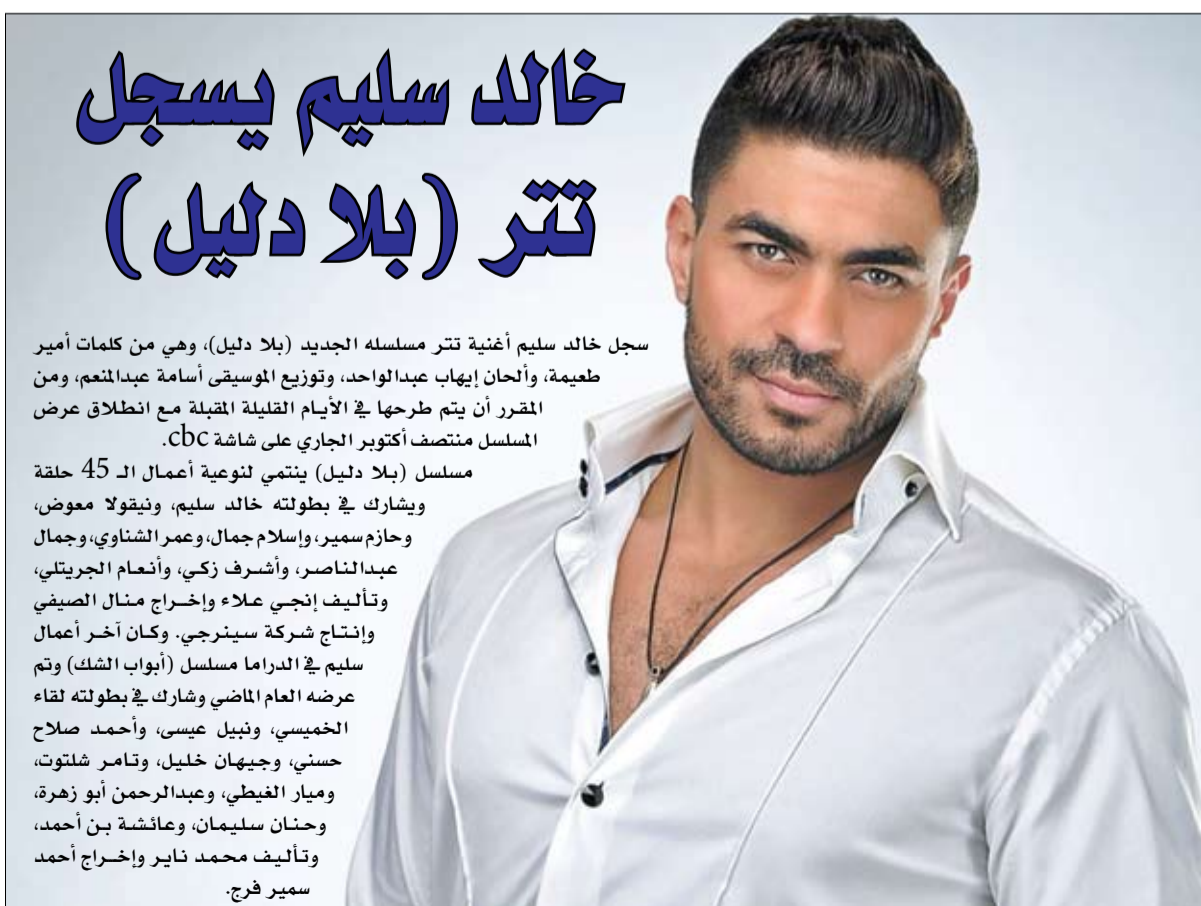 خالد سليم يسجل
تتر (بلا دليل)
سجل خالد سليم أغنية تتر مسلسله الجديد (بلا دليل)، وهي من كلمات أمير
طعيمة، وألحان إيهاب عبدالواحد، وتوزيع الموسيقى أسامة عبدالمنعم، ومن
المقرر أن يتم طرحها في الأيام القليلة المقبلة مع انطلاق عرض
المسلسل منتصف أكتوبر الجاري على شاشة cbc.
مسلسل (بلا دليل) ينتمي لنوعية أعمال الـ 45 حلقة
ويشارك في بطولته خالد سليم، ونيقولا معوض،
وحازم سمير، وإسلام جمال، وعمر الشناوي، وجمال
عبدالناصر، وأشرف زكي، وأنعام الجريتلي،
وتأليف إنجي علاء وإخراج منال الصيفي
وإنتاج شركة سينرجي. وكان آخر أعمال
سليم في الدراما مسلسل (أبواب الشك) وتم
عرضه العام الماضي وشارك في بطولته لقاء
الخميسي، ونبيل عيسى، وأحمد صلاح
حسني، وجيهان خليل، وتامر شلتوت،
وميار الغيطي، وعبدالرحمن أبو زهرة،
وحنان سليمان، وعائشة بن أحمد،
وتأليف محمد ناير وإخراج أحمد
سمير فرج.